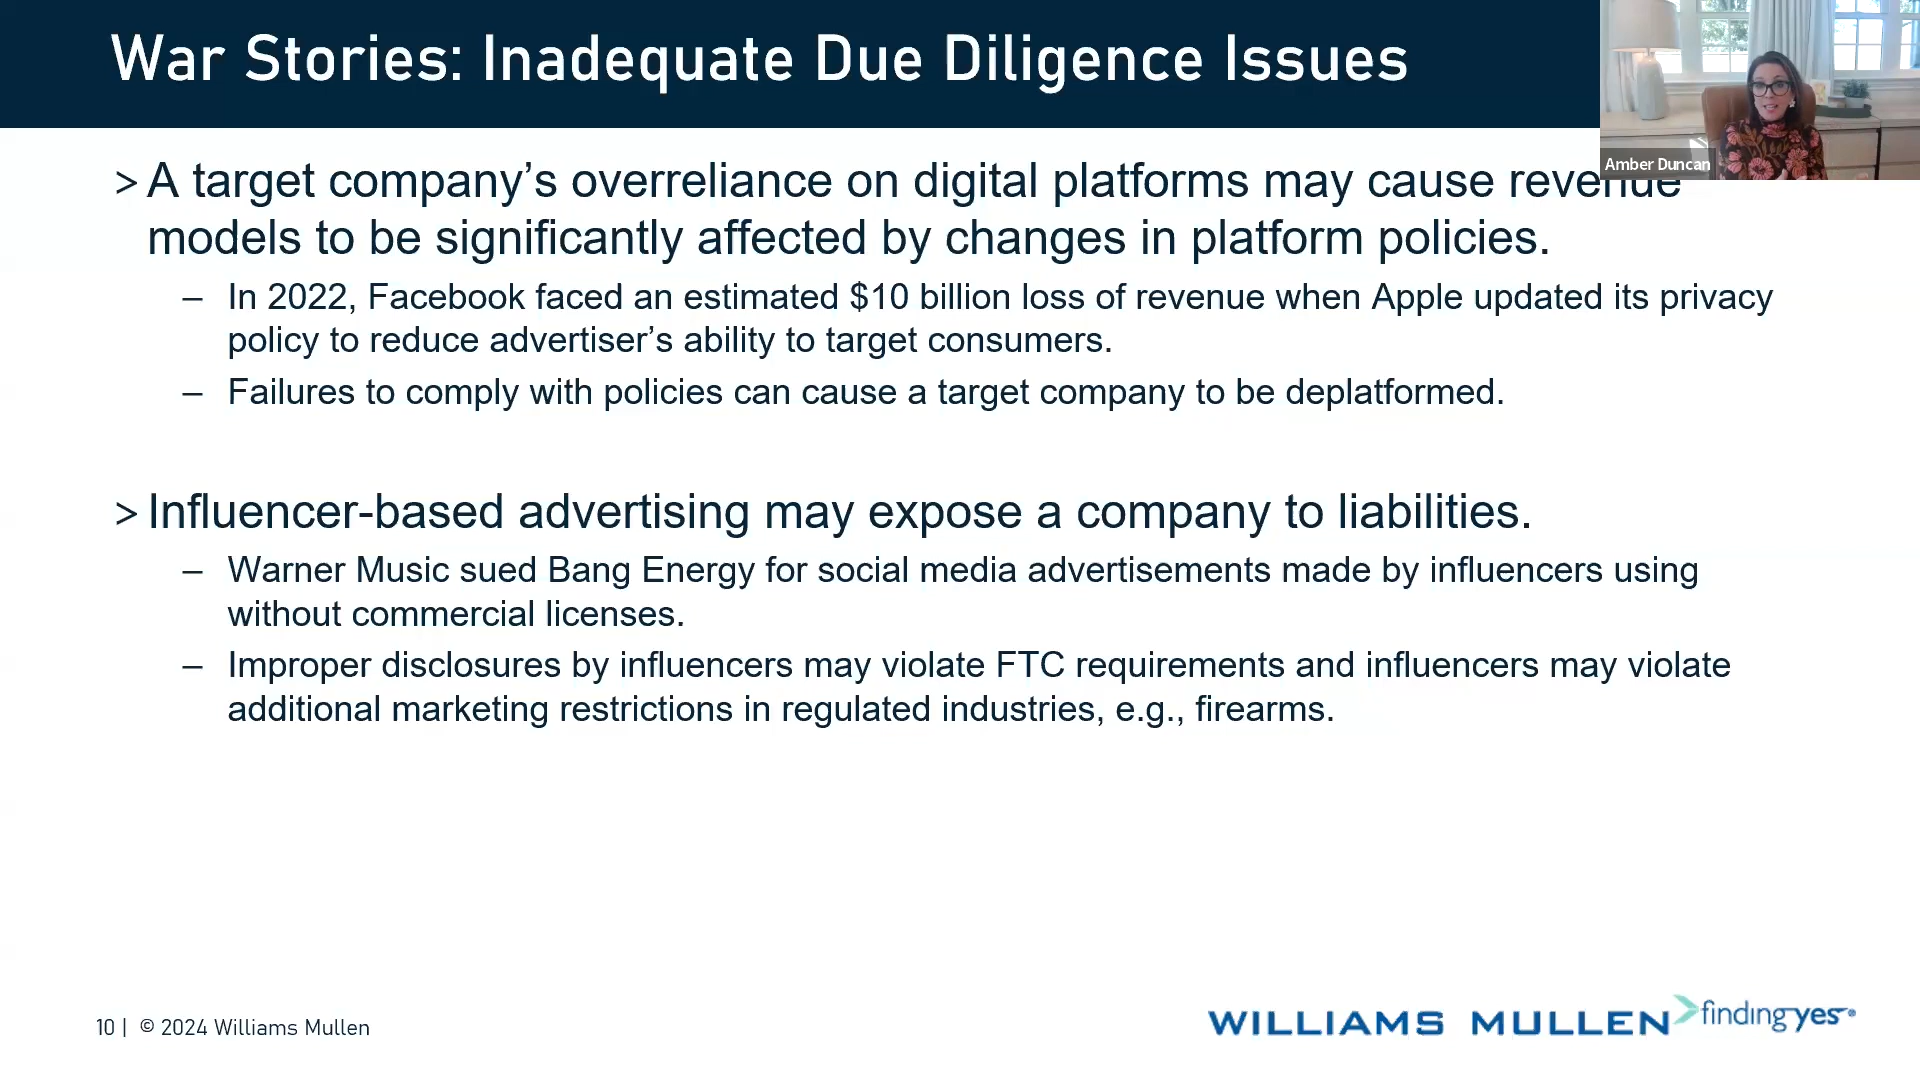 War Stories: Inadequate Due Diligence Issues
Amber Duncan
> A target company’s overreliance on digital platforms may cause revenue
models to be significantly affected by changes in platform policies.
– In 2022, Facebook faced an estimated $10 billion loss of revenue when Apple updated its privacy
policy to reduce advertiser’s ability to target consumers.
– Failures to comply with policies can cause a target company to be deplatformed.
> Influencer-based advertising may expose a company to liabilities.
– Warner Music sued Bang Energy for social media advertisements made by influencers using
without commercial licenses.
– Improper disclosures by influencers may violate FTC requirements and influencers may violate
additional marketing restrictions in regulated industries, e.g., firearms.
10 | © 2024 Williams Mullen
WILLIAMS MULLEN findingyes®